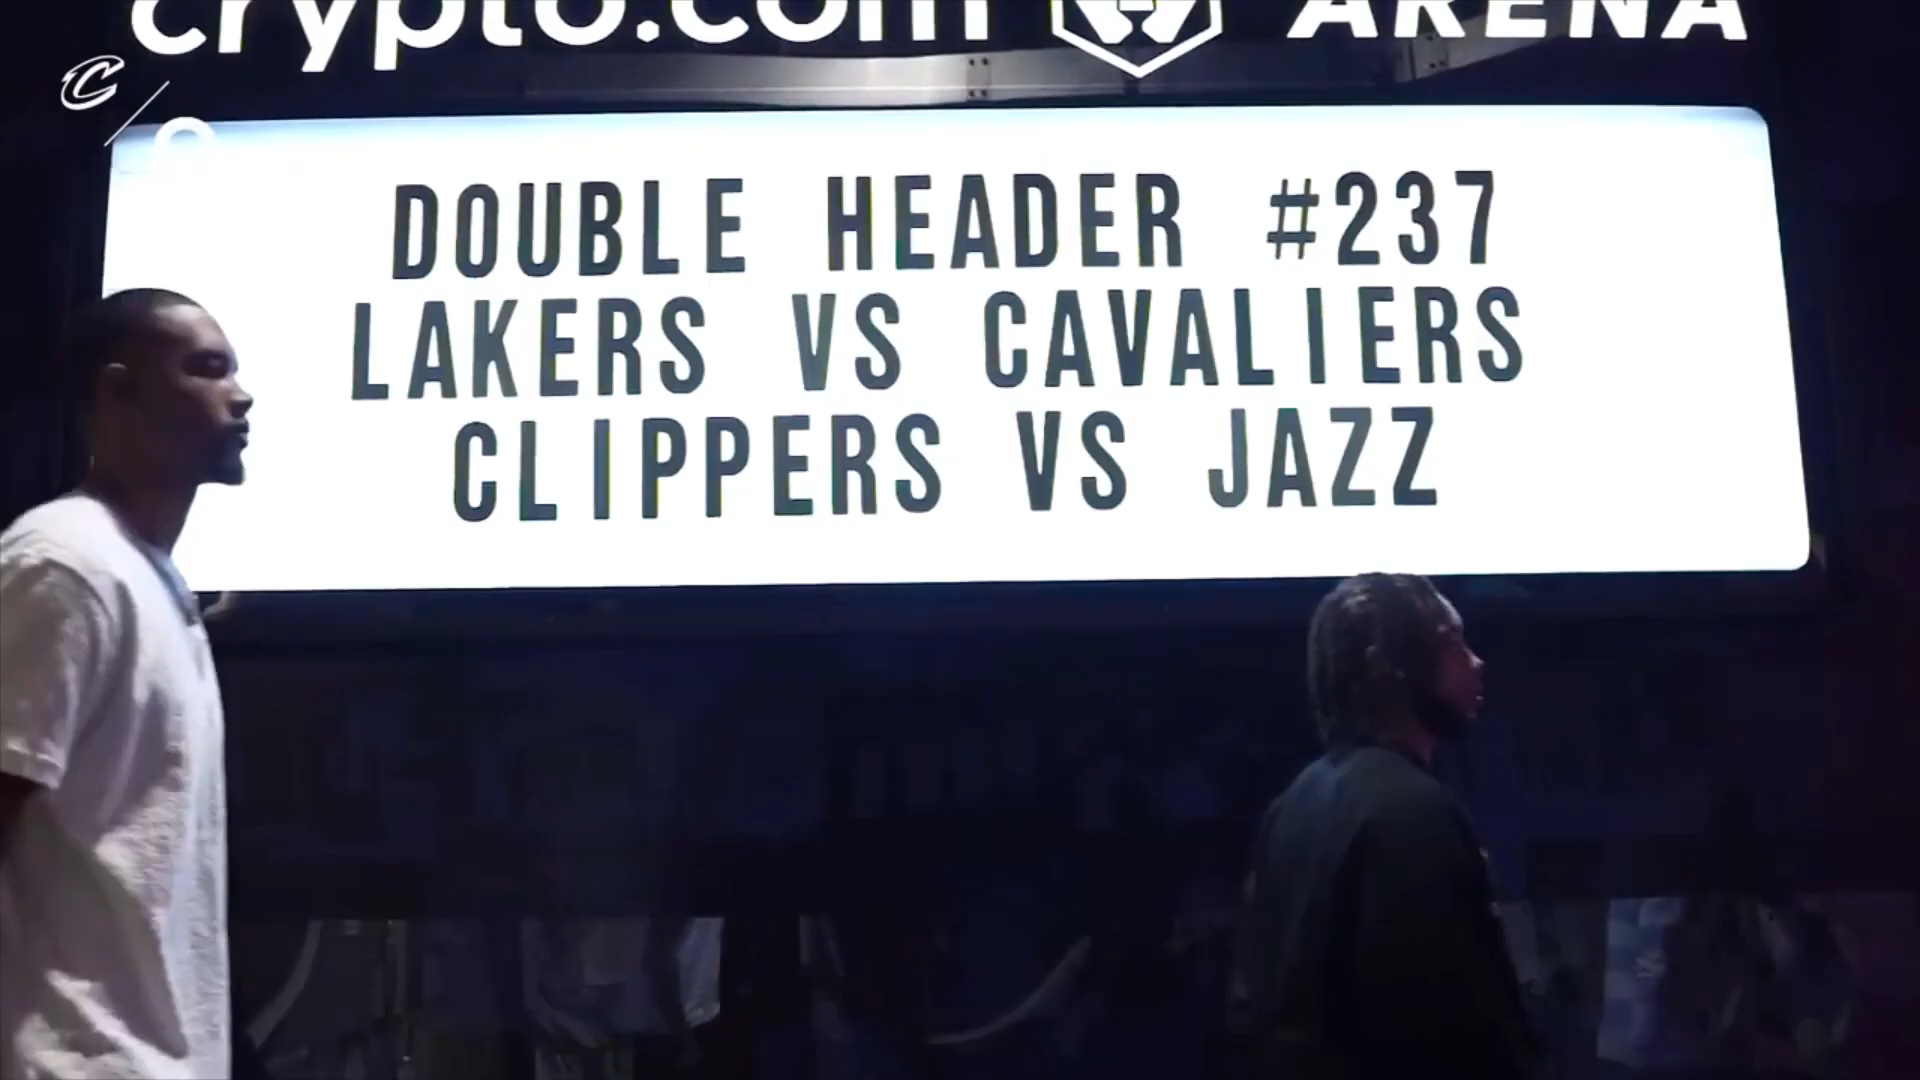 crypto.com ARENA
DOUBLE HEADER #237
LAKERS VS CAVALIERS
CLIPPERS VS JAZZ